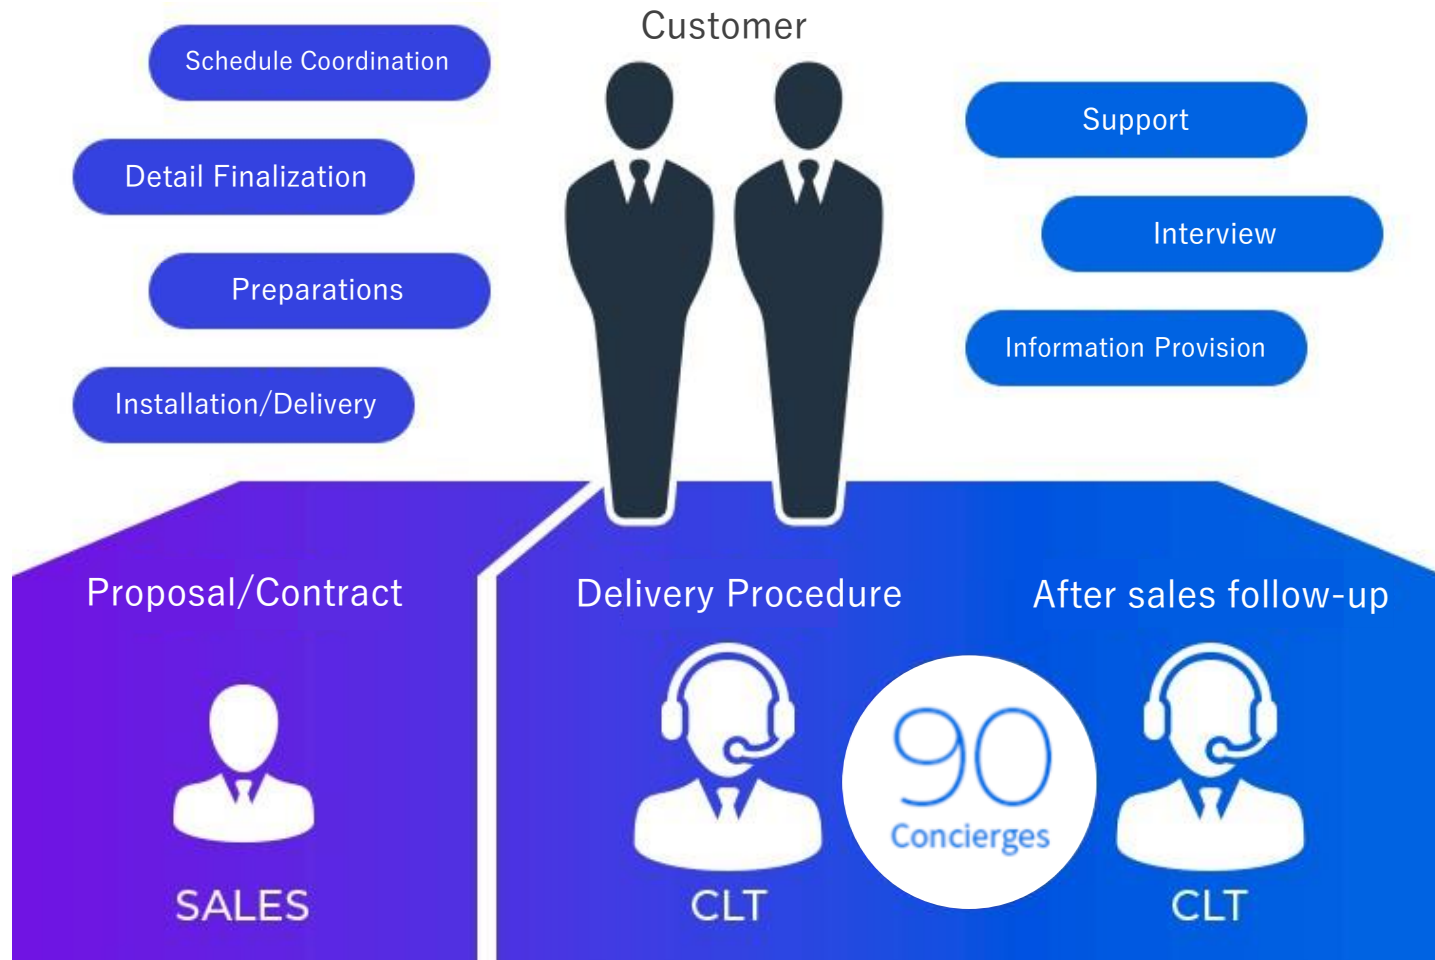 Customer
Schedule Coordination
Detail Finalization
Preparations
Installation/Delivery
Support
Interview
Information Provision
Proposal/Contract
Delivery Procedure
After sales follow-up
90
Concierges
SALES
CLT
CLT